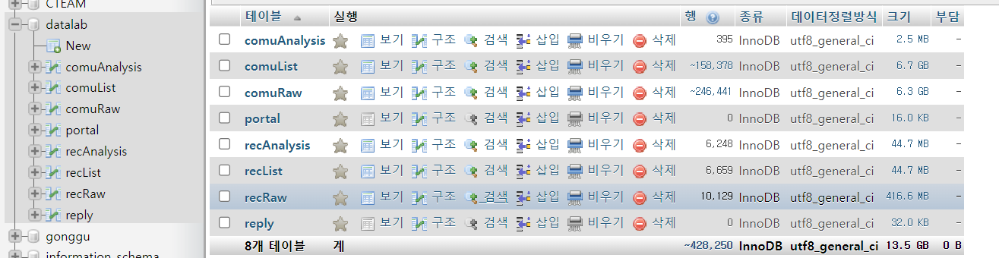 CTEAM
datalab
New
comuAnalysis
comuList
comuRaw
portal
recAnalysis
recList
recRaw
reply
gonggu
information_schema
테이블 실행 행 종류 데이터정렬방식 크기 부담
comuAnalysis 보기 구조 검색 삽입 비우기 삭제 395 InnoDB utf8_general_ci 2.5 MB -
comuList 보기 구조 검색 삽입 비우기 삭제 ~158,378 InnoDB utf8_general_ci 6.7 GB -
comuRaw 보기 구조 검색 삽입 비우기 삭제 ~246,441 InnoDB utf8_general_ci 6.3 GB -
portal 보기 구조 검색 삽입 비우기 삭제 0 InnoDB utf8_general_ci 16.0 KB -
recAnalysis 보기 구조 검색 삽입 비우기 삭제 6,248 InnoDB utf8_general_ci 44.7 MB -
recList 보기 구조 검색 삽입 비우기 삭제 6,659 InnoDB utf8_general_ci 44.7 MB -
recRaw 보기 구조 검색 삽입 비우기 삭제 10,129 InnoDB utf8_general_ci 416.6 MB -
reply 보기 구조 검색 삽입 비우기 삭제 0 InnoDB utf8_general_ci 32.0 KB -
8개 테이블 계 ~428,250 InnoDB utf8_general_ci 13.5 GB 0 B